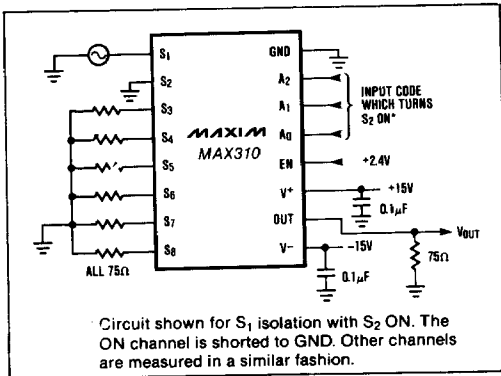 S1
S2
S3
S4
S5
S6
S7
S8
ALL 75Ω
MAXIM
MAX310
GND
A2
A1
A0
EN
V+
OUT
V−
INPUT CODE
WHICH TURNS
S2 ON*
+2.4V
+15V
0.1μF
VOUT
−15V
75Ω
0.1μF
Circuit shown for S1 isolation with S2 ON. The
ON channel is shorted to GND. Other channels
are measured in a similar fashion.